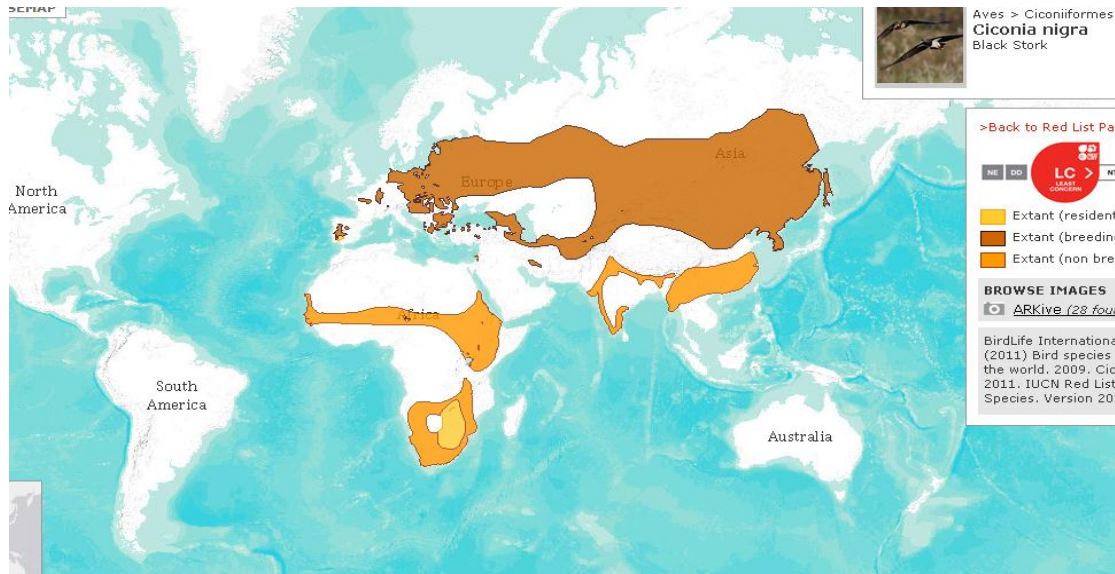 SEMAP
Aves > Ciconiiformes
Ciconia nigra
Black Stork
>Back to Red List Pa
NE DD
LC >
LEAST
CONCERN
Extant (resident
Extant (breeding
Extant (non bre
BROWSE IMAGES
ARKive (28 fou
BirdLife Internationa
(2011) Bird species
the world. 2009. Cic
2011. IUCN Red List
Species. Version 20
North
America
Europe
Asia
Africa
South
America
Australia